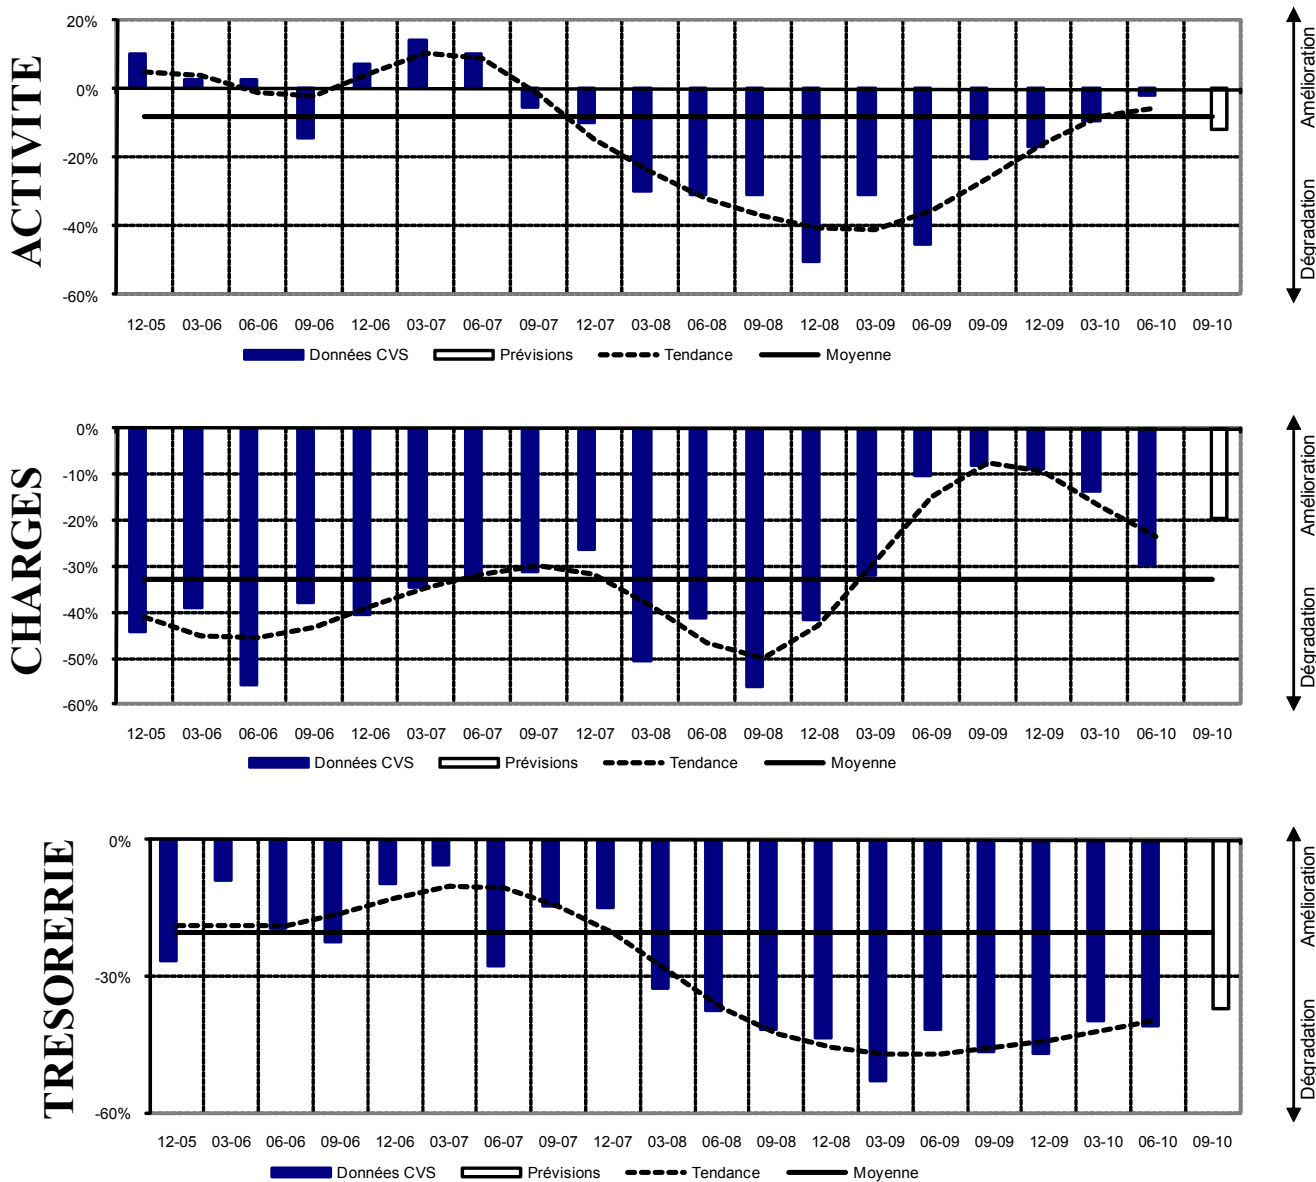 ACTIVITE
20%
0%
-20%
-40%
-60%
12-05 03-06 06-06 09-06 12-06 03-07 06-07 09-07 12-07 03-08 06-08 09-08 12-08 03-09 06-09 09-09 12-09 03-10 06-10 09-10
Données CVS Prévisions Tendance Moyenne
Amélioration
Dégradation
CHARGES
0%
-10%
-20%
-30%
-40%
-50%
-60%
12-05 03-06 06-06 09-06 12-06 03-07 06-07 09-07 12-07 03-08 06-08 09-08 12-08 03-09 06-09 09-09 12-09 03-10 06-10 09-10
Données CVS Prévisions Tendance Moyenne
Amélioration
Dégradation
TRESORERIE
0%
-30%
-60%
12-05 03-06 06-06 09-06 12-06 03-07 06-07 09-07 12-07 03-08 06-08 09-08 12-08 03-09 06-09 09-09 12-09 03-10 06-10 09-10
Données CVS Prévisions Tendance Moyenne
Amélioration
Dégradation